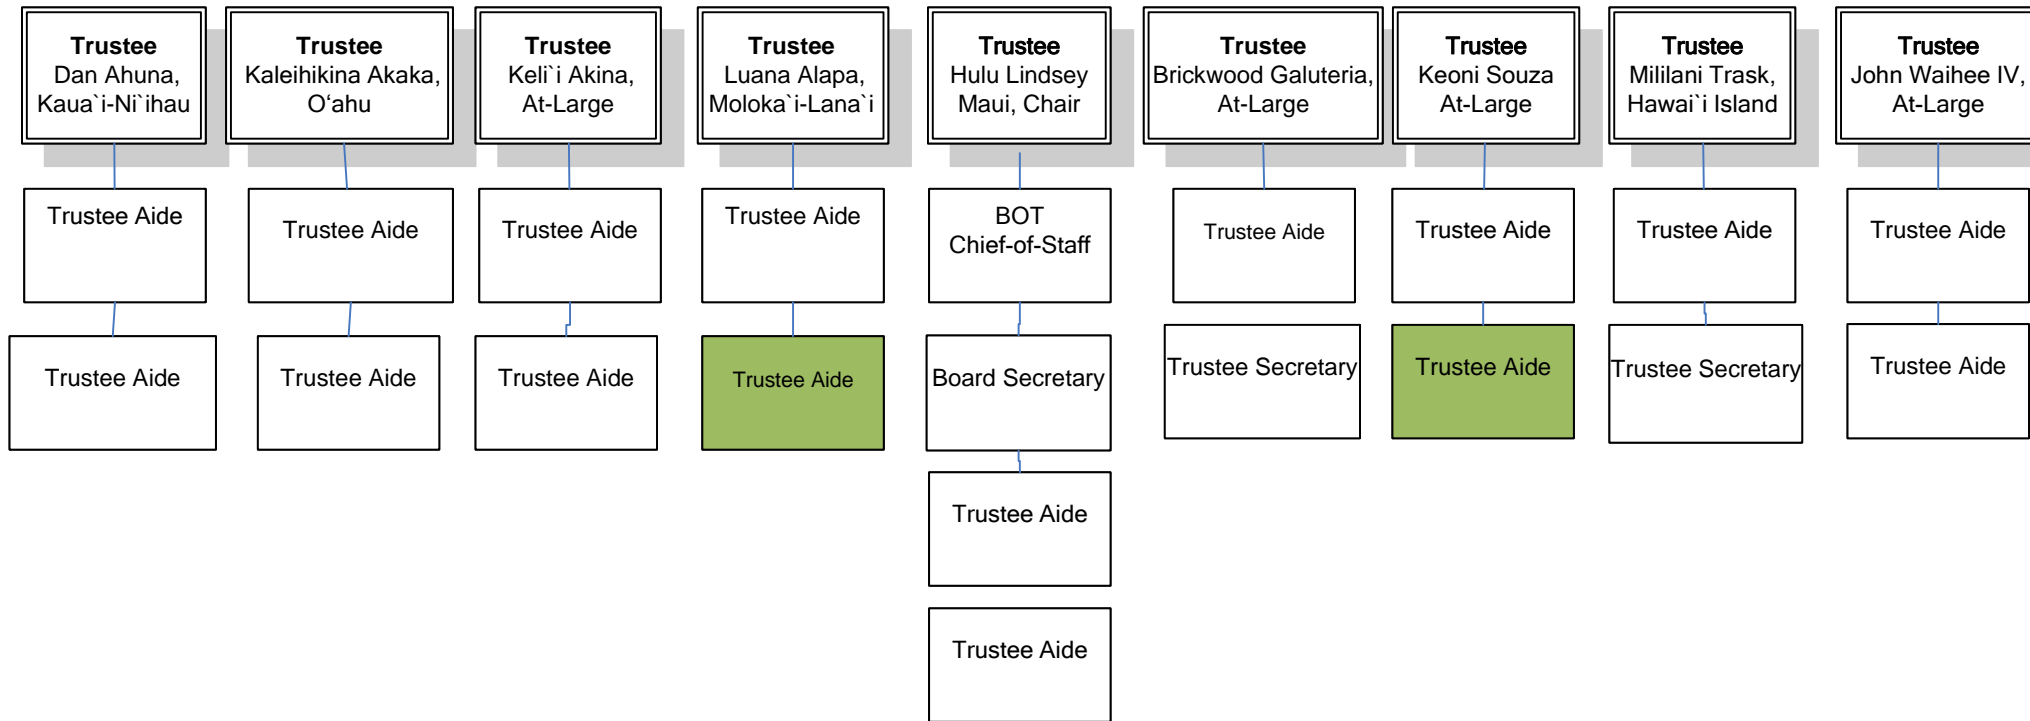 Trustee
Dan Ahuna,
Kaua`i-Ni`ihau
Trustee
Kaleihikina Akaka,
O‘ahu
Trustee
Keli`i Akina,
At-Large
Trustee
Luana Alapa,
Moloka`i-Lana`i
Trustee
Hulu Lindsey
Maui, Chair
Trustee
Brickwood Galuteria,
At-Large
Trustee
Keoni Souza
At-Large
Trustee
Mililani Trask,
Hawai`i Island
Trustee
John Waihee IV,
At-Large
Trustee Aide
Trustee Aide
Trustee Aide
Trustee Aide
BOT
Chief-of-Staff
Trustee Aide
Trustee Aide
Trustee Aide
Trustee Aide
Trustee Aide
Trustee Aide
Trustee Aide
Trustee Aide
Board Secretary
Trustee Secretary
Trustee Aide
Trustee Secretary
Trustee Aide
Trustee Aide
Trustee Aide